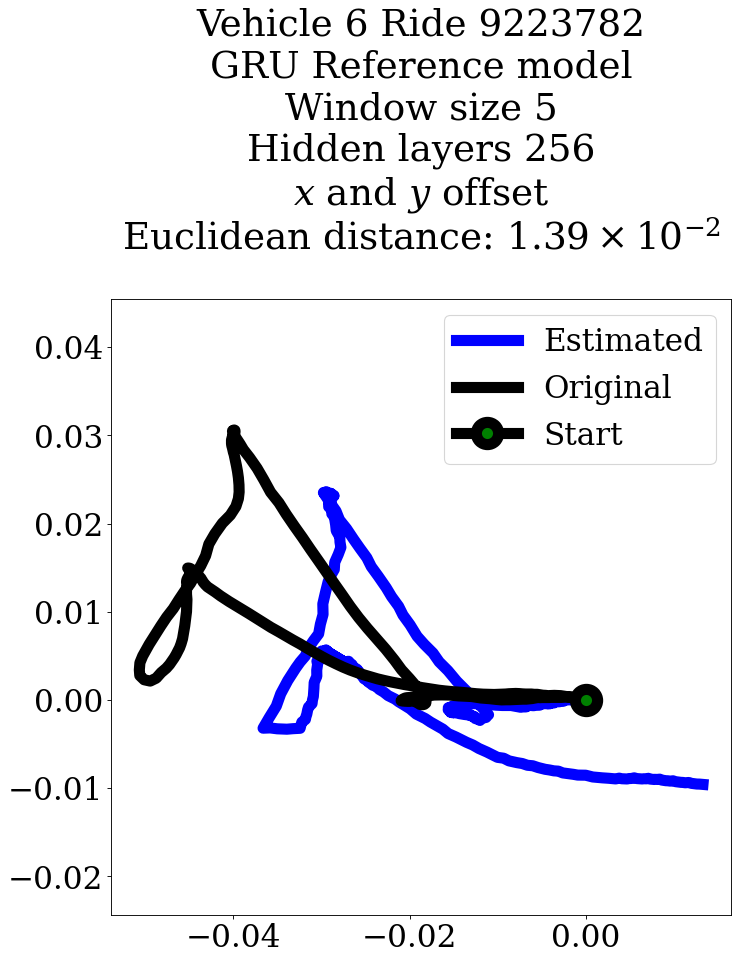 Vehicle 6 Ride 9223782
GRU Reference model
Window size 5
Hidden layers 256
x and y offset
Euclidean distance: 1.39 × 10⁻²
Estimated
Original
Start
0.04
0.03
0.02
0.01
0.00
−0.01
−0.02
−0.04 −0.02 0.00